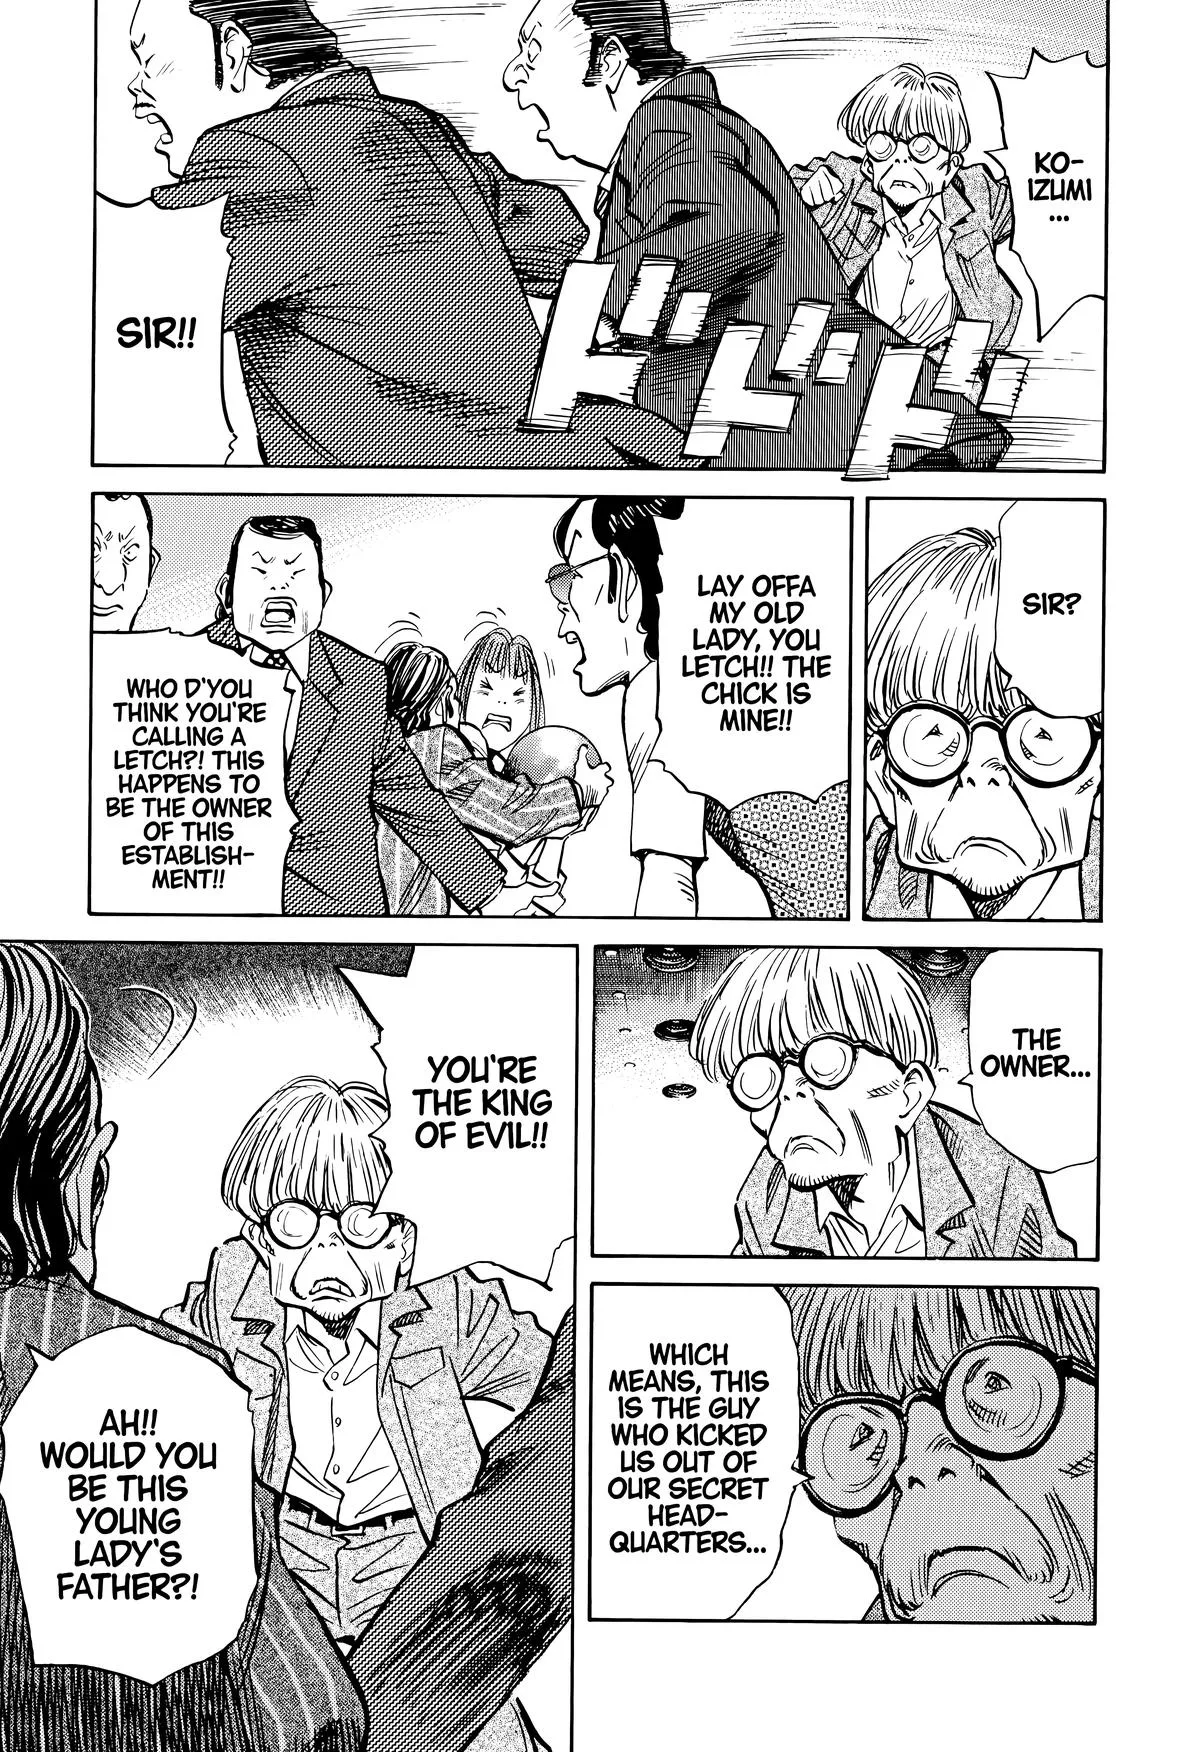 KO-
IZUMI
...
SIR!!
ドドド
SIR?
LAY OFFA
MY OLD
LADY, YOU
LETCH!! THE
CHICK IS
MINE!!
WHO D'YOU
THINK YOU'RE
CALLING A
LETCH?! THIS
HAPPENS TO
BE THE OWNER
OF THIS
ESTABLISH-
MENT!!
THE
OWNER...
WHICH
MEANS, THIS
IS THE GUY
WHO KICKED
US OUT OF
OUR SECRET
HEAD-
QUARTERS...
YOU'RE
THE KING
OF EVIL!!
AH!!
WOULD YOU
BE THIS
YOUNG
LADY'S
FATHER?!